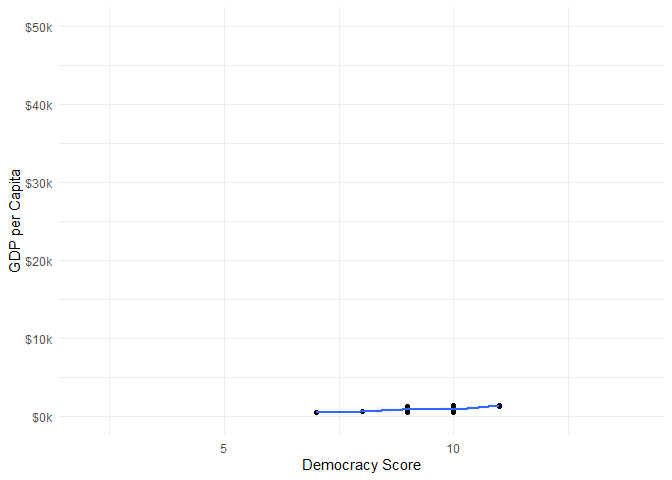 $50k
$40k
$30k
$20k
$10k
$0k
GDP per Capita
5
10
Democracy Score